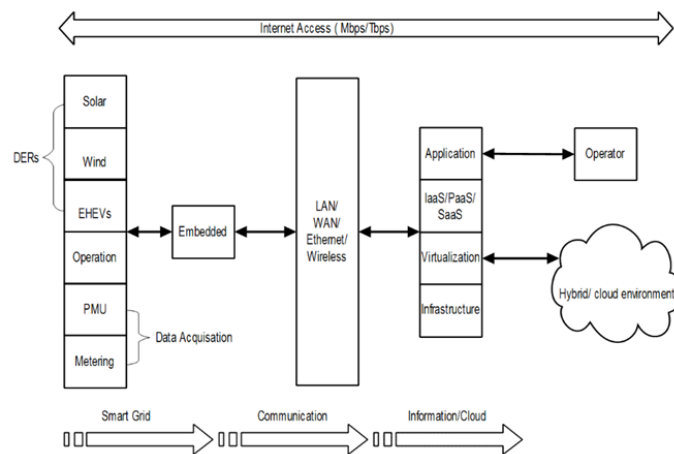 Internet Access ( Mbps/Tbps)
Solar
DERs
Wind
EHEVs
Operation
PMU
Metering
Data Acquisation
Embedded
LAN/
WAN/
Ethernet/
Wireless
Application
IaaS/PaaS/
SaaS
Virtualization
Infrastructure
Operator
Hybrid/ cloud environment
Smart Grid
Communication
Information/Cloud